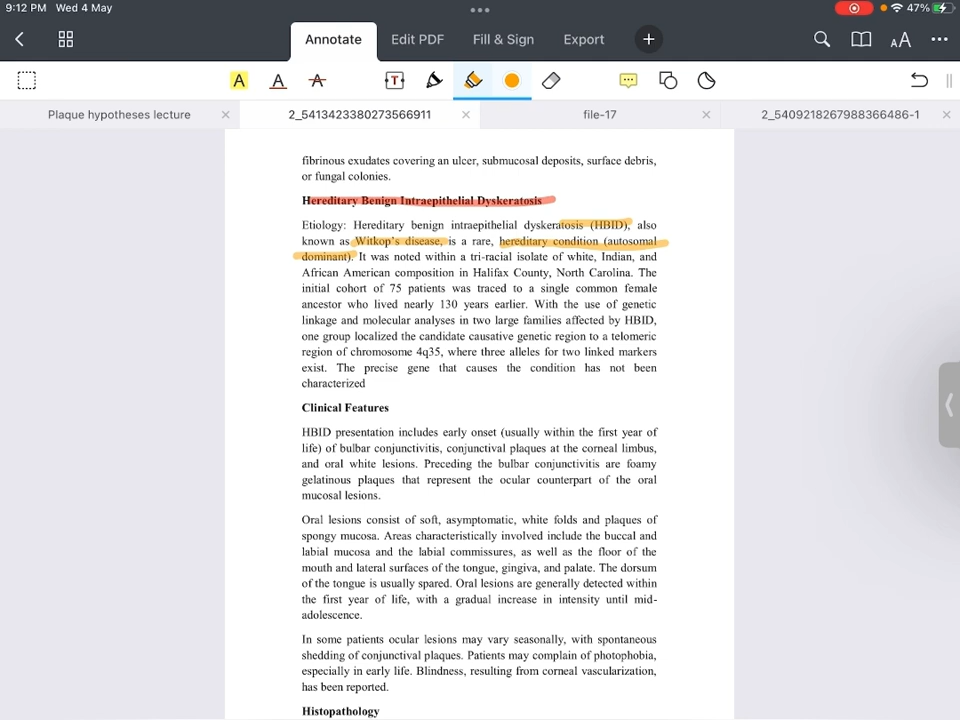 9:12 PM Wed 4 May
47%
Annotate Edit PDF Fill & Sign Export
AA
A A A T
Plaque hypotheses lecture 2_5413423380273566911 file-17 2_5409218267988366486-1
fibrinous exudates covering an ulcer, submucosal deposits, surface debris,
or fungal colonies.
Hereditary Benign Intraepithelial Dyskeratosis
Etiology: Hereditary benign intraepithelial dyskeratosis (HBID), also
known as Witkop's disease, is a rare, hereditary condition (autosomal
dominant). It was noted within a tri-racial isolate of white, Indian, and
African American composition in Halifax County, North Carolina. The
initial cohort of 75 patients was traced to a single common female
ancestor who lived nearly 130 years earlier. With the use of genetic
linkage and molecular analyses in two large families affected by HBID,
one group localized the candidate causative genetic region to a telomeric
region of chromosome 4q35, where three alleles for two linked markers
exist. The precise gene that causes the condition has not been
characterized
Clinical Features
HBID presentation includes early onset (usually within the first year of
life) of bulbar conjunctivitis, conjunctival plaques at the corneal limbus,
and oral white lesions. Preceding the bulbar conjunctivitis are foamy
gelatinous plaques that represent the ocular counterpart of the oral
mucosal lesions.
Oral lesions consist of soft, asymptomatic, white folds and plaques of
spongy mucosa. Areas characteristically involved include the buccal and
labial mucosa and the labial commissures, as well as the floor of the
mouth and lateral surfaces of the tongue, gingiva, and palate. The dorsum
of the tongue is usually spared. Oral lesions are generally detected within
the first year of life, with a gradual increase in intensity until mid-
adolescence.
In some patients ocular lesions may vary seasonally, with spontaneous
shedding of conjunctival plaques. Patients may complain of photophobia,
especially in early life. Blindness, resulting from corneal vascularization,
has been reported.
Histopathology